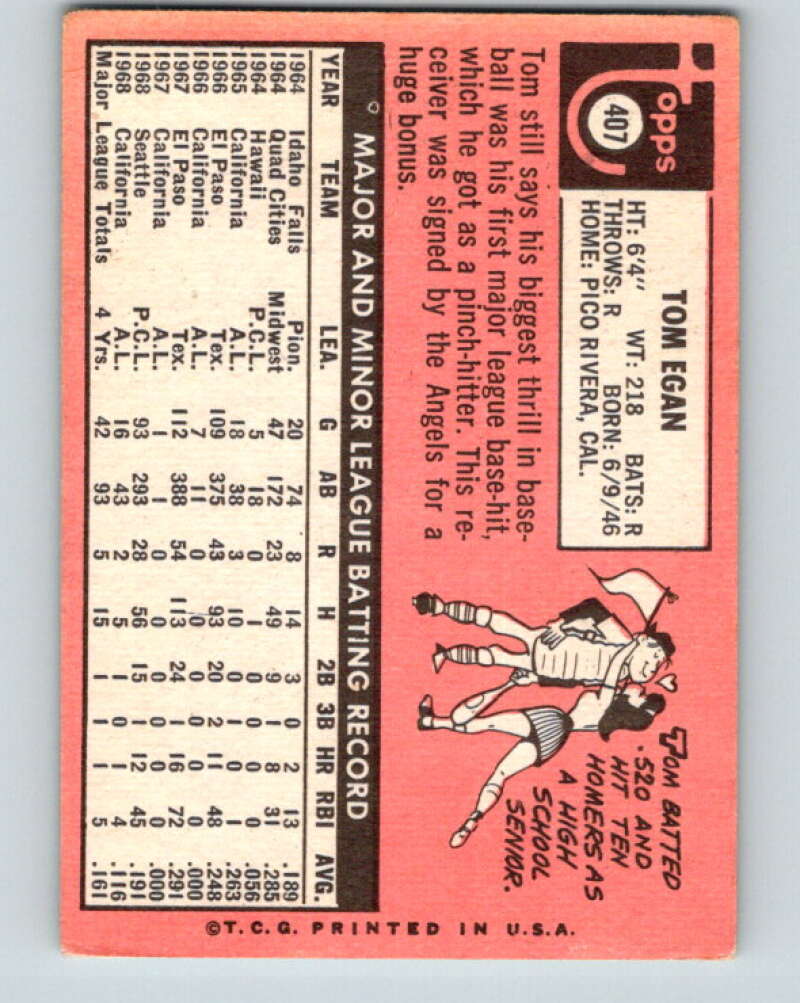 Topps
407
TOM EGAN
HT: 6'4" WT: 218 BATS: R
THROWS: R BORN: 6/9/46
HOME: PICO RIVERA, CAL.
Tom still says his biggest thrill in base-
ball was his first major league base-hit,
which he got as a pinch-hitter. This re-
ceiver was signed by the Angels for a
huge bonus.
TOM BATTED
.520 AND
HIT TEN
HOMERS AS
A HIGH
SCHOOL
SENIOR.
MAJOR AND MINOR LEAGUE BATTING RECORD
YEAR TEAM LEA. G AB R H 2B 3B HR RBI AVG.
1964 Idaho Falls Pion. 20 74 8 14 3 0 2 13 .189
1964 Quad Cities Midwest 47 172 23 49 9 1 8 31 .285
1964 Hawaii P.C.L. 5 18 0 1 0 0 0 0 .056
1965 California A.L. 18 38 3 10 0 1 0 1 .263
1966 El Paso Tex. 109 375 43 93 20 2 11 48 .248
1966 California A.L. 7 11 0 0 0 0 0 0 .000
1967 El Paso Tex. 112 388 54 113 24 1 16 72 .291
1967 California A.L. 1 1 0 0 0 0 0 0 .000
1968 Seattle P.C.L. 93 293 28 56 15 1 12 45 .191
1968 California A.L. 16 43 2 5 1 0 1 4 .116
Major League Totals 4 Yrs. 42 93 5 15 1 1 1 5 .161
©T.C.G. PRINTED IN U.S.A.